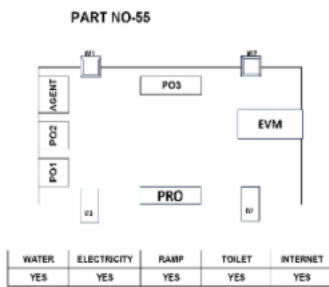 PART NO-55
W1
W2
AGENT
PO3
EVM
PO2
PO1
PRO
D2
WATER ELECTRICITY RAMP TOILET INTERNET
YES YES YES YES YES